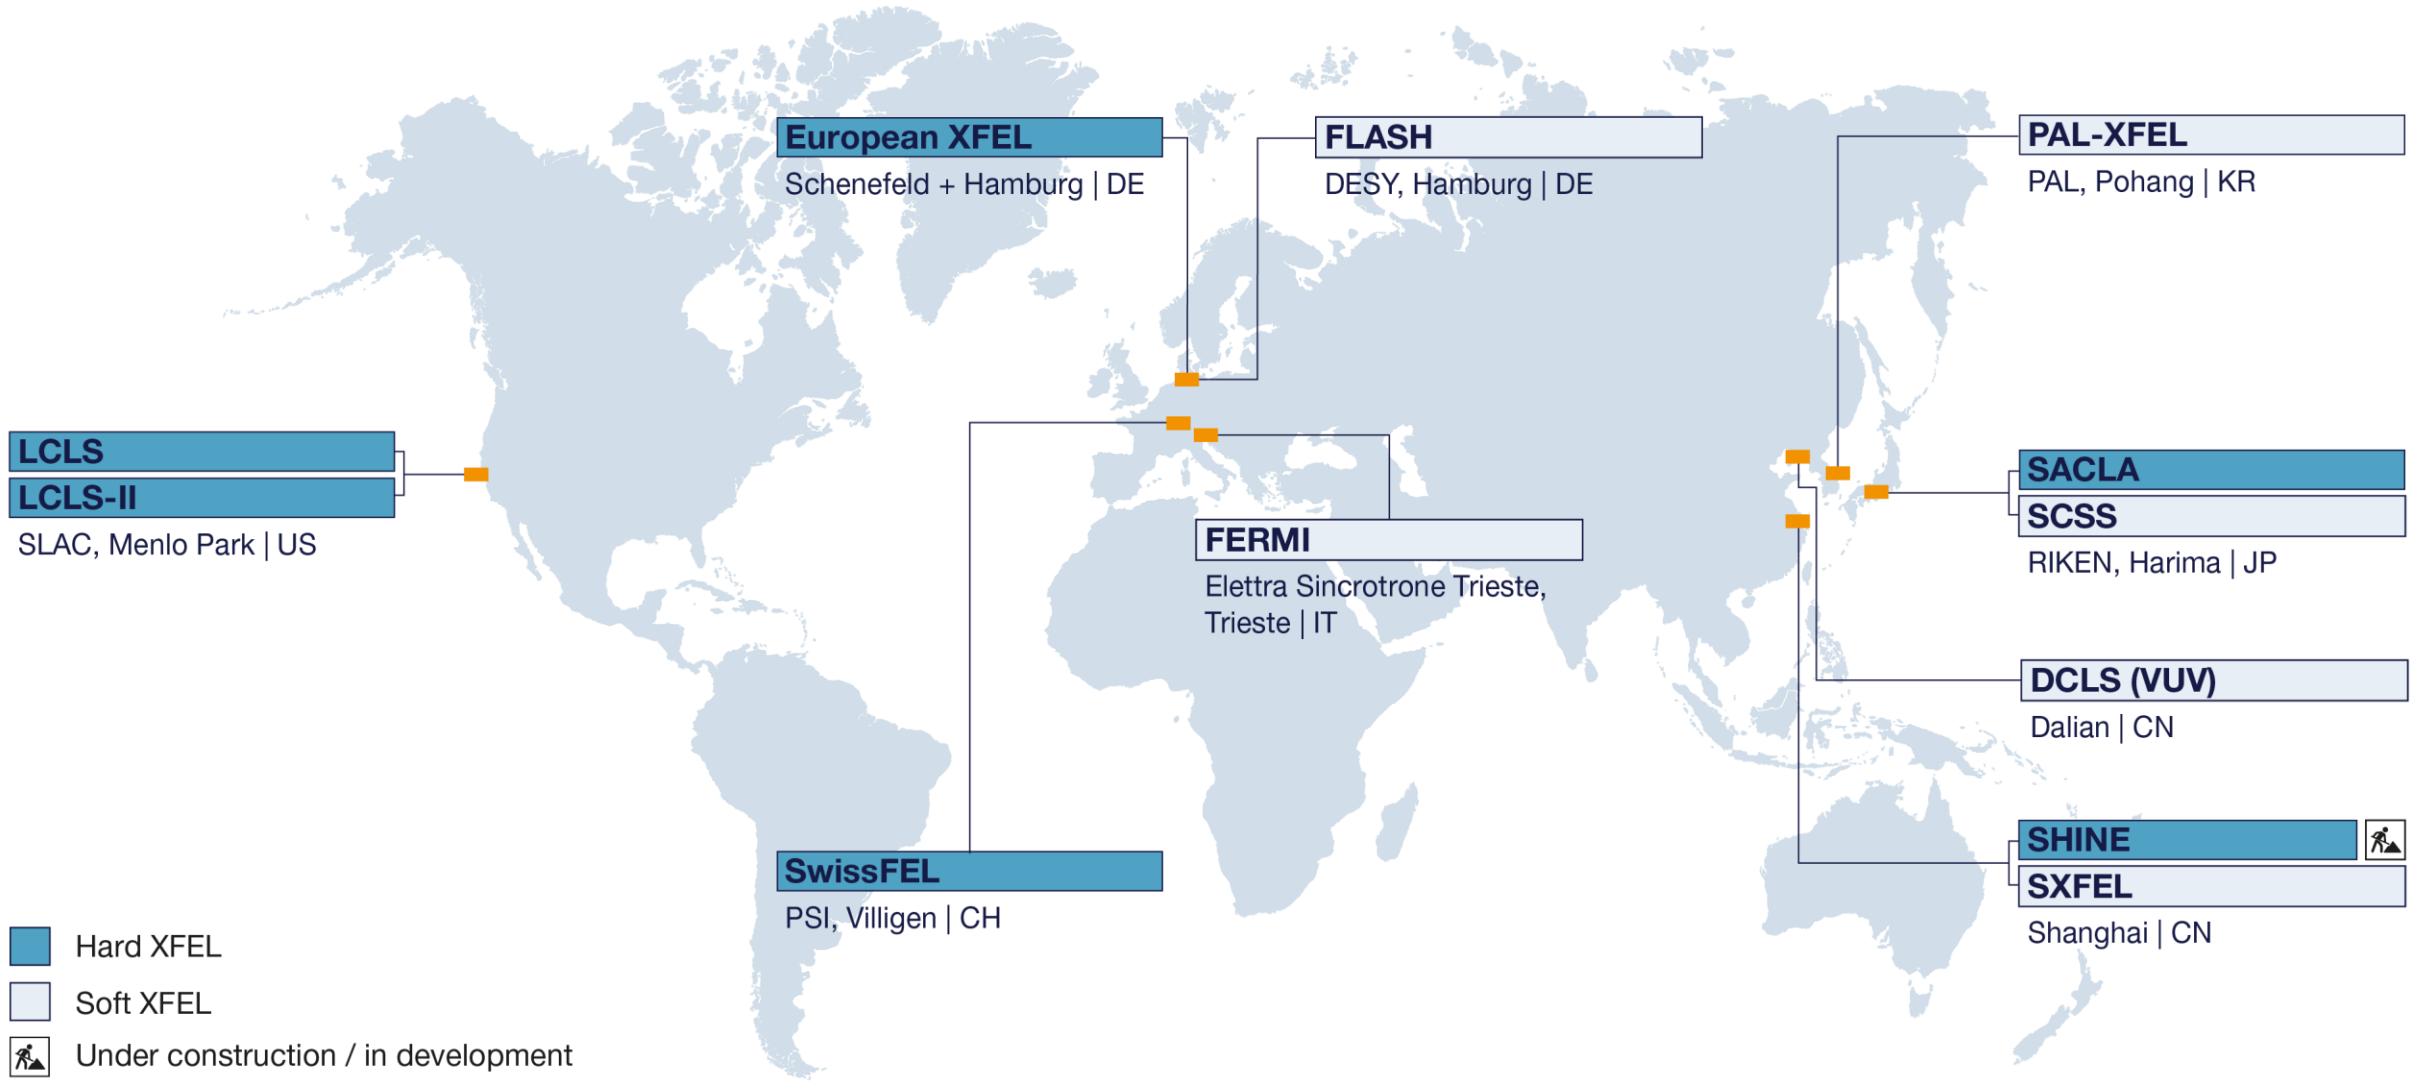 European XFEL
Schenefeld + Hamburg | DE
FLASH
DESY, Hamburg | DE
PAL-XFEL
PAL, Pohang | KR
LCLS
LCLS-II
SLAC, Menlo Park | US
SACLA
SCSS
RIKEN, Harima | JP
FERMI
Elettra Sincrotrone Trieste,
Trieste | IT
DCLS (VUV)
Dalian | CN
SwissFEL
PSI, Villigen | CH
SHINE
SXFEL
Shanghai | CN
Hard XFEL
Soft XFEL
Under construction / in development